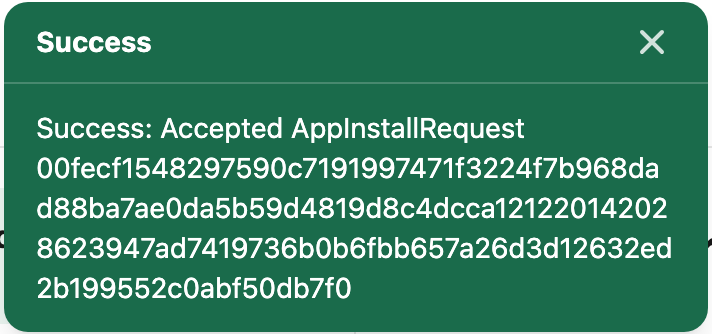 Success
Success: Accepted AppInstallRequest
00fecf1548297590c7191997471f3224f7b968da
d88ba7ae0da5b59d4819d8c4dcca12122014202
8623947ad7419736b0b6fbb657a26d3d12632ed
2b199552c0abf50db7f0